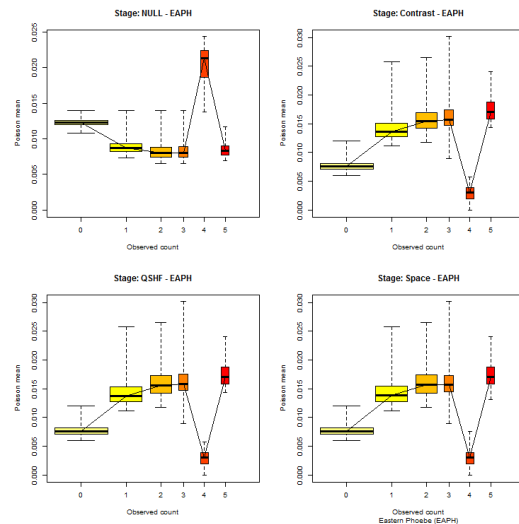 Stage: NULL - EAPH
Poisson mean
0.000 0.005 0.010 0.015 0.020 0.025
0 1 2 3 4 5
Observed count
Stage: Contrast - EAPH
Poisson mean
0.000 0.005 0.010 0.015 0.020 0.025 0.030
0 1 2 3 4 5
Observed count
Stage: QSHF - EAPH
Poisson mean
0.000 0.005 0.010 0.015 0.020 0.025 0.030
0 1 2 3 4 5
Observed count
Stage: Space - EAPH
Poisson mean
0.000 0.005 0.010 0.015 0.020 0.025 0.030
0 1 2 3 4 5
Observed count
Eastern Phoebe (EAPH)